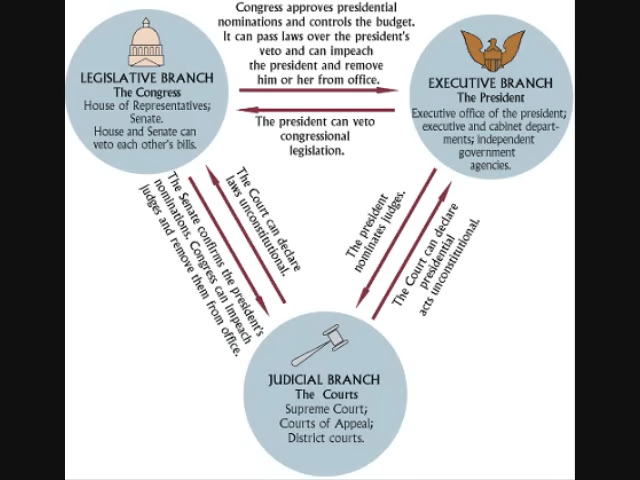 Congress approves presidential
nominations and controls the budget.
It can pass laws over the president's
veto and can impeach
the president and remove
him or her from office.
LEGISLATIVE BRANCH
The Congress
House of Representatives;
Senate.
House and Senate can
veto each other's bills.
EXECUTIVE BRANCH
The President
Executive office of the president;
executive and cabinet depart-
ments; independent
government
agencies.
The president can veto
congressional
legislation.
The Senate confirms the president's
nominations. Congress can impeach
judges and remove them from office.
The Court can declare
laws unconstitutional.
The president
nominates judges.
The Court can declare
presidential
acts unconstitutional.
JUDICIAL BRANCH
The Courts
Supreme Court;
Courts of Appeal;
District courts.